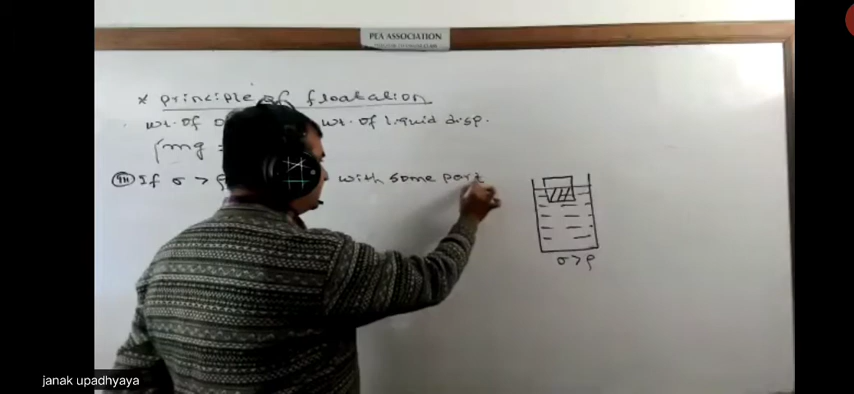 PEA ASSOCIATION
* principle of floatation
wt. of wt. of liquid disp.
mg =
(iii) If σ > ρ with some part
σ > ρ
janak upadhyaya